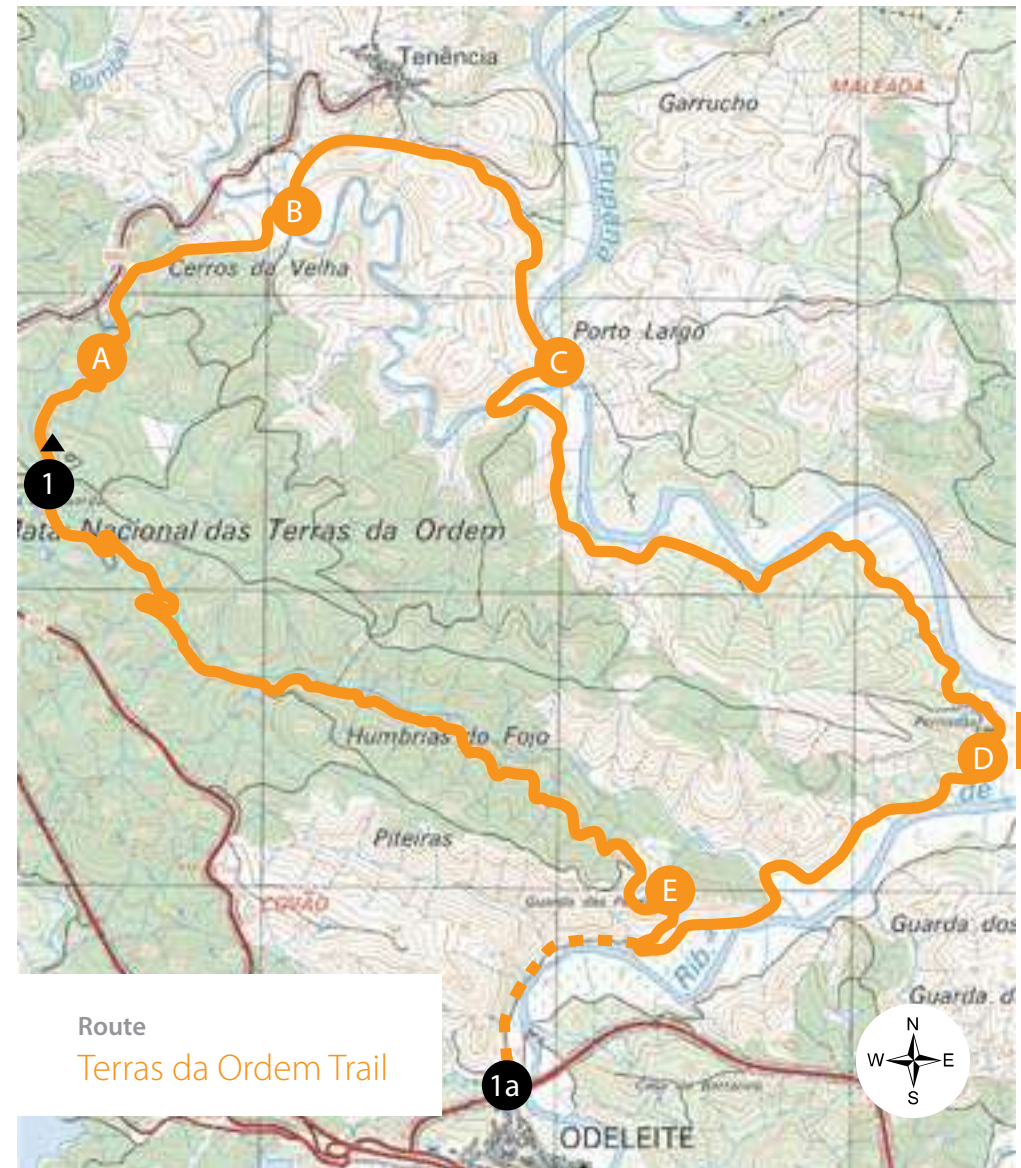 Tenência
Pombal
Garrucho
MALEADA
Foupana
B
Cerros da Velha
Porto Largo
A
C
1
Mata Nacional das Terras da Ordem
Humbrias do Fojo
D
de
Piteiras
E
Guarda dos
Rib
Guarda d
Route
Terras da Ordem Trail
N
W
E
S
1a
ODELEITE